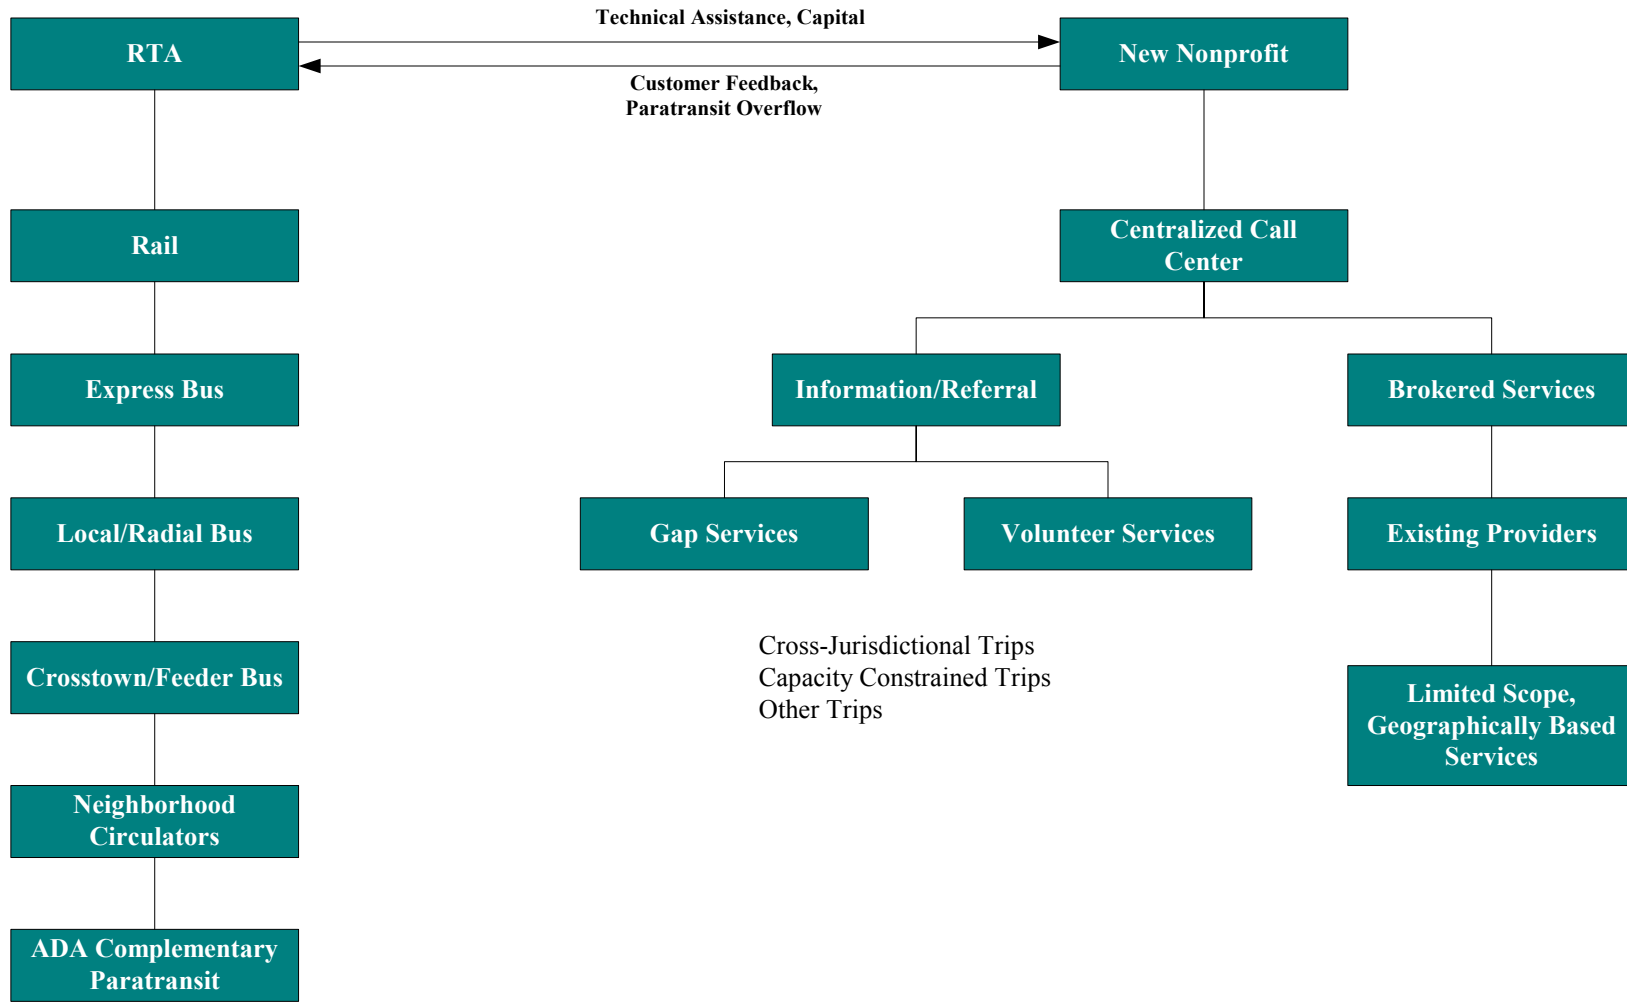 Technical Assistance, Capital
RTA
New Nonprofit
Customer Feedback,
Paratransit Overflow
Rail
Centralized Call
Center
Express Bus
Information/Referral
Brokered Services
Local/Radial Bus
Gap Services
Volunteer Services
Existing Providers
Cross-Jurisdictional Trips
Capacity Constrained Trips
Other Trips
Crosstown/Feeder Bus
Limited Scope,
Geographically Based
Services
Neighborhood
Circulators
ADA Complementary
Paratransit